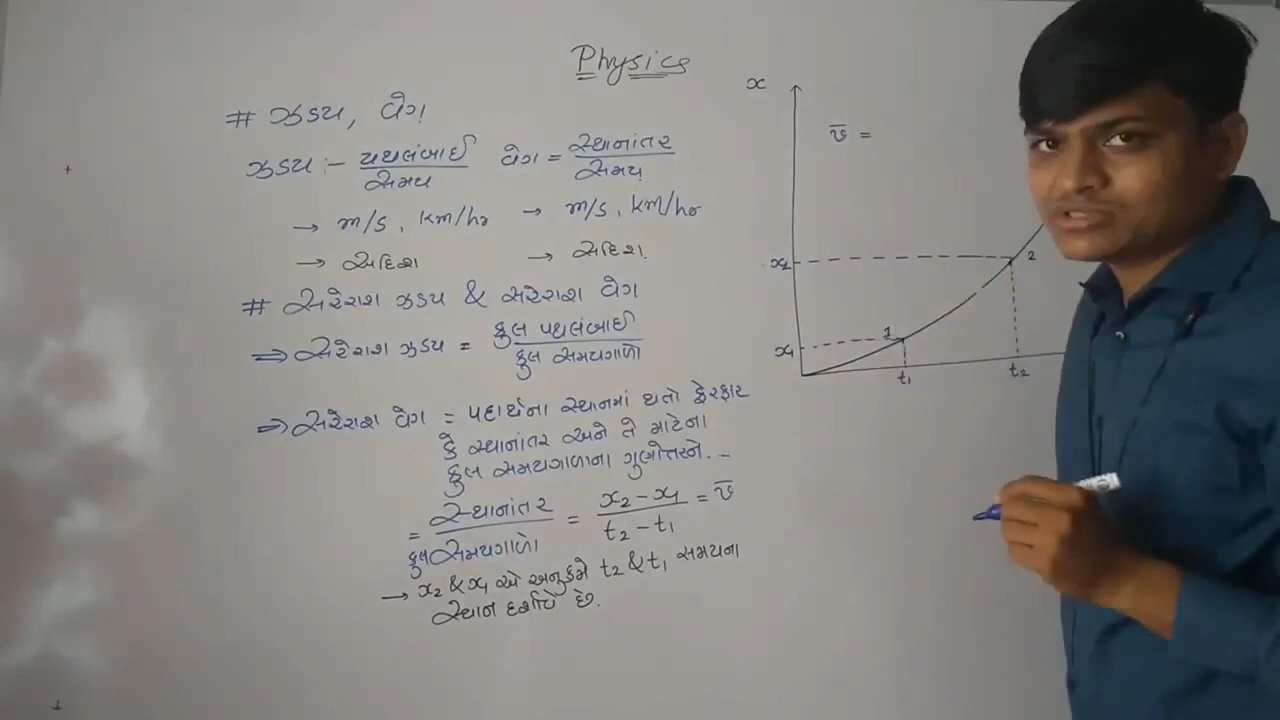 Physics
# ઝડપ, વેગ
ઝડપ :- પથલંબાઈ / સમય વેગ = સ્થાનાંતર / સમય
→ m/s, km/hr → m/s, km/hr
→ અદિશ → સદિશ.
# સરેરાશ ઝડપ & સરેરાશ વેગ
⇒ સરેરાશ ઝડપ = કુલ પથલંબાઈ / કુલ સમયગાળો
⇒ સરેરાશ વેગ = પદાર્થના સ્થાનમાં થતો ફેરફાર
કે સ્થાનાંતર અને તે માટેના
કુલ સમયગાળાના ગુણોત્તરને...
= સ્થાનાંતર / કુલ સમયગાળો = x₂ - x₁ / t₂ - t₁ = v̄
→ x₂ & x₁ એ અનુક્રમે t₂ & t₁ સમયના
સ્થાન દર્શાવે છે.
x
v̄ =
x₂
2
x₁
1
t₁
t₂